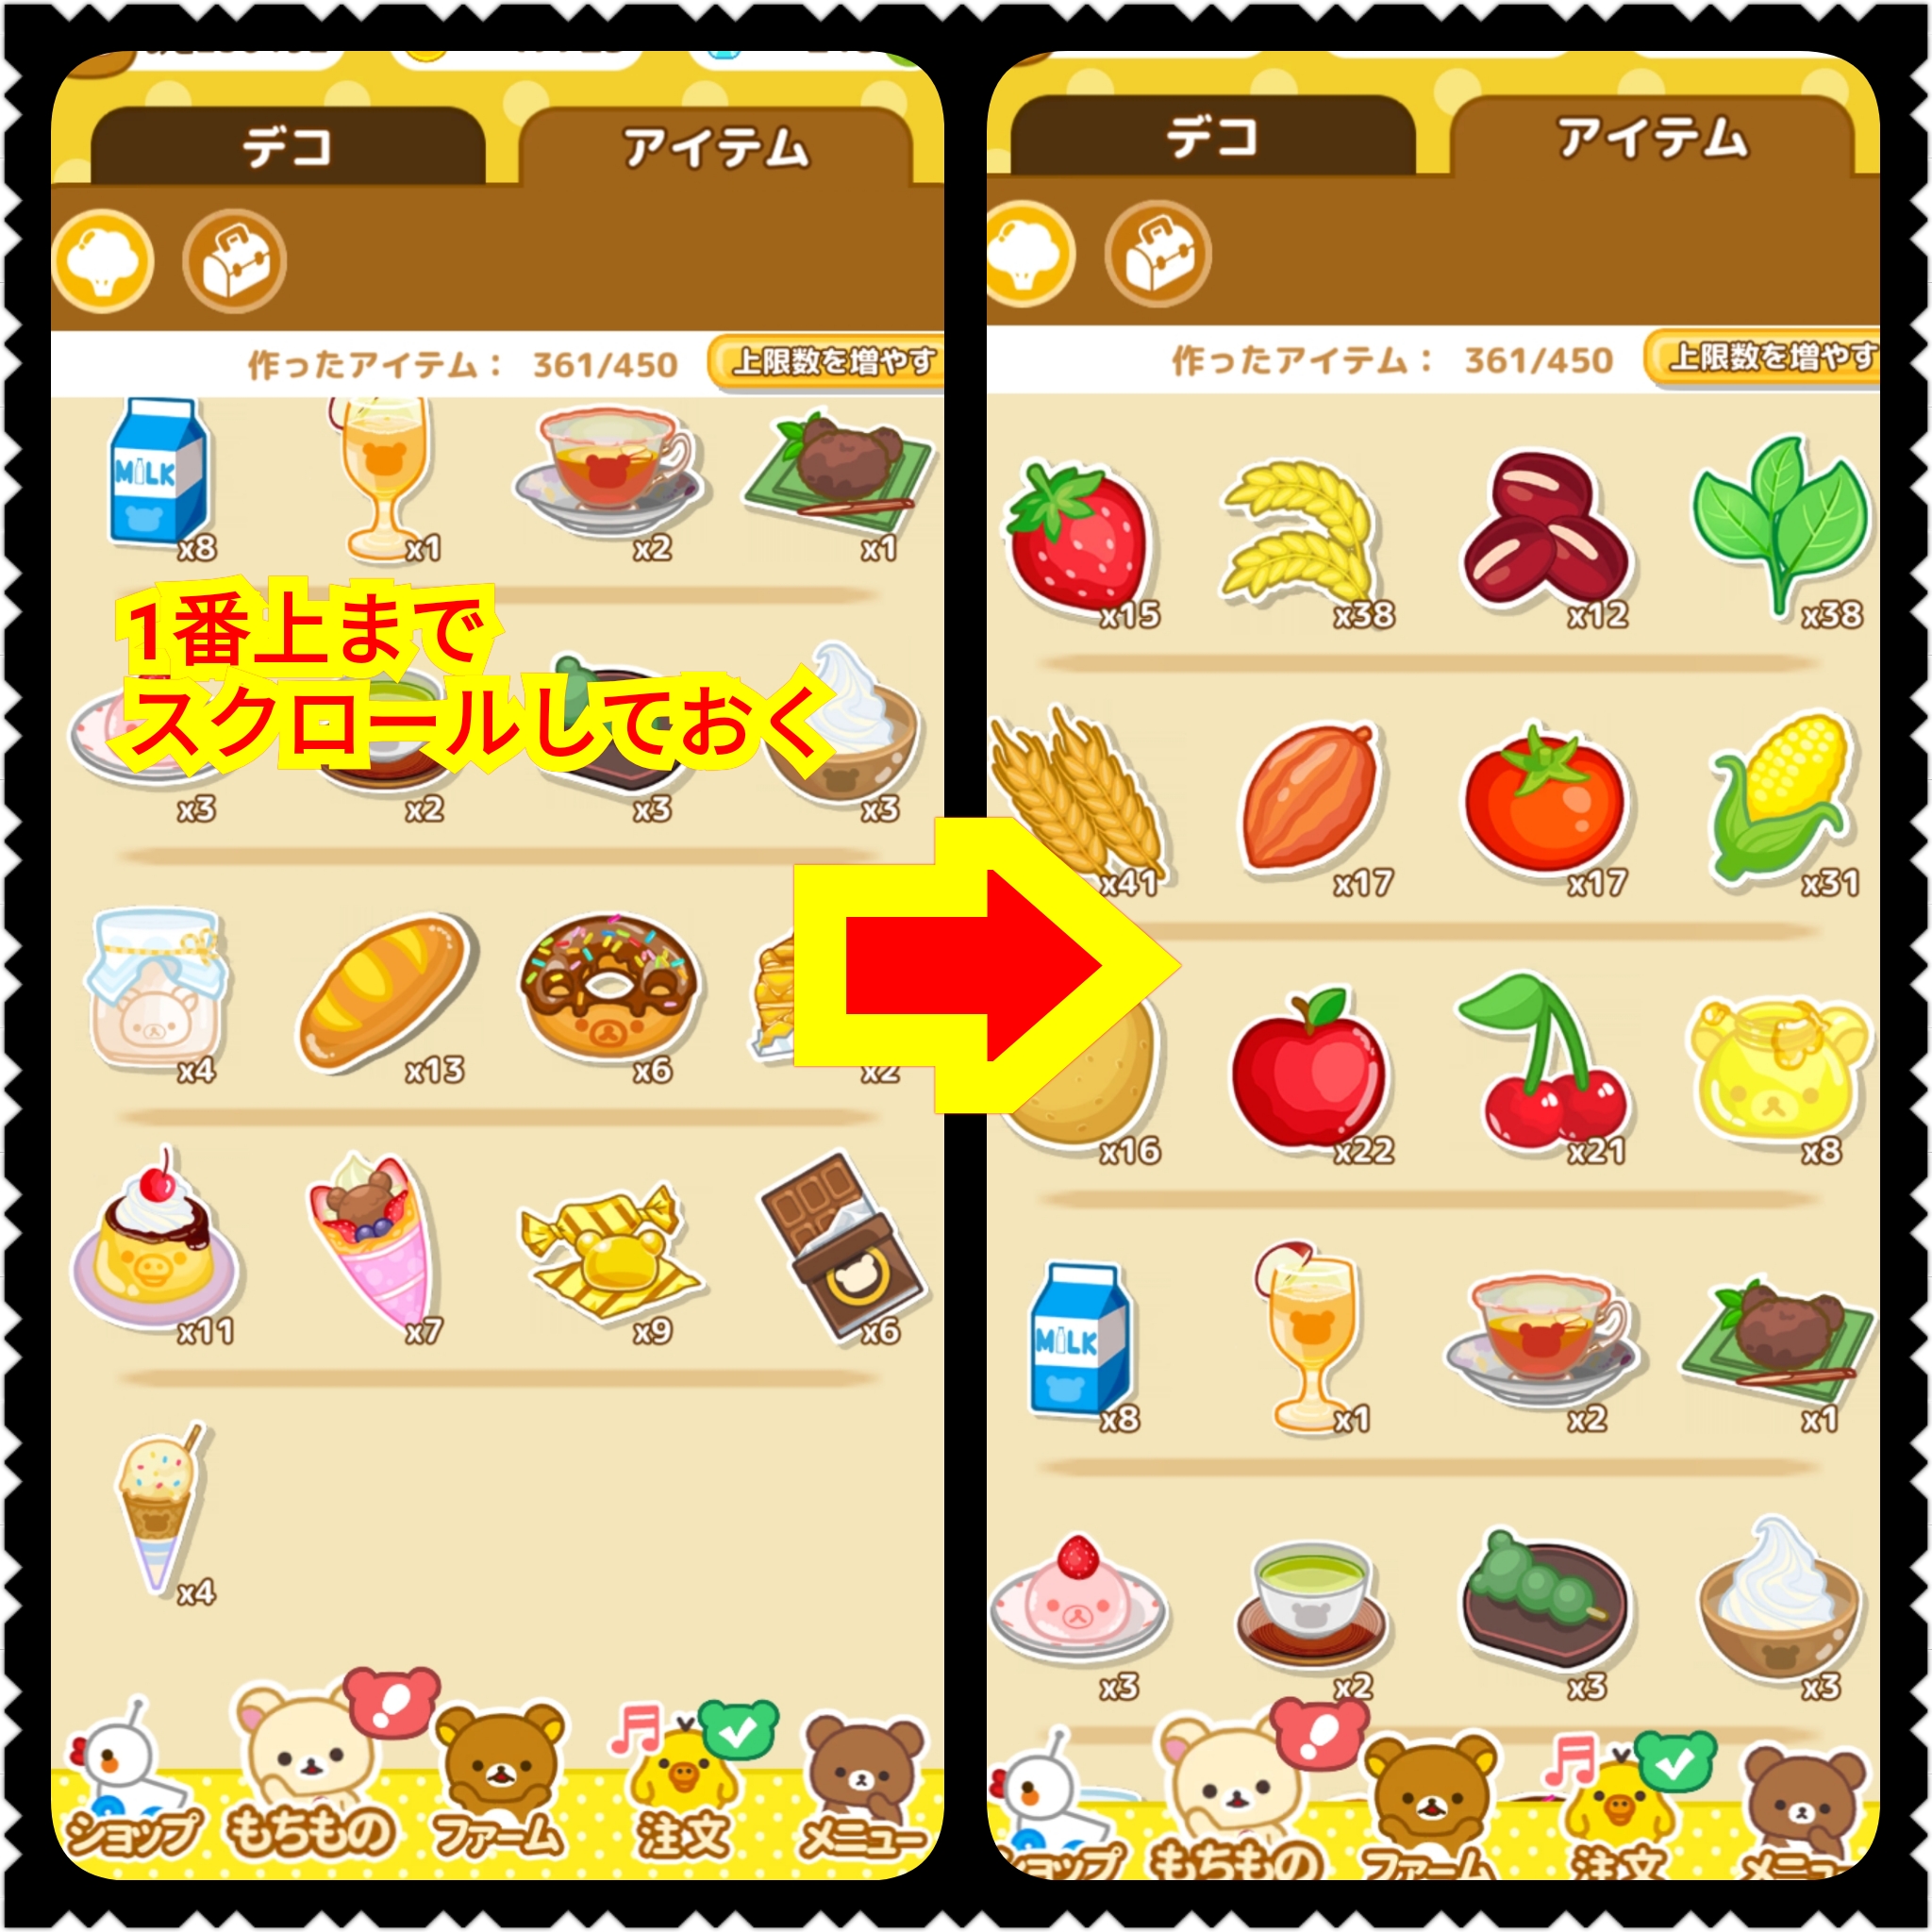 デコ
アイテム
作ったアイテム： 361/450
上限数を増やす
MILK
x8
x1
x2
x1
1番上まで
スクロールしておく
x3
x2
x3
x3
x4
x13
x6
x2
x11
x7
x9
x6
x4
ショップ
もちもの
ファーム
注文
メニュー
デコ
アイテム
作ったアイテム： 361/450
上限数を増やす
x15
x38
x12
x38
x41
x17
x17
x31
x16
x22
x21
x8
MILK
x8
x1
x2
x1
x3
x2
x3
x3
ショップ
もちもの
ファーム
注文
メニュー